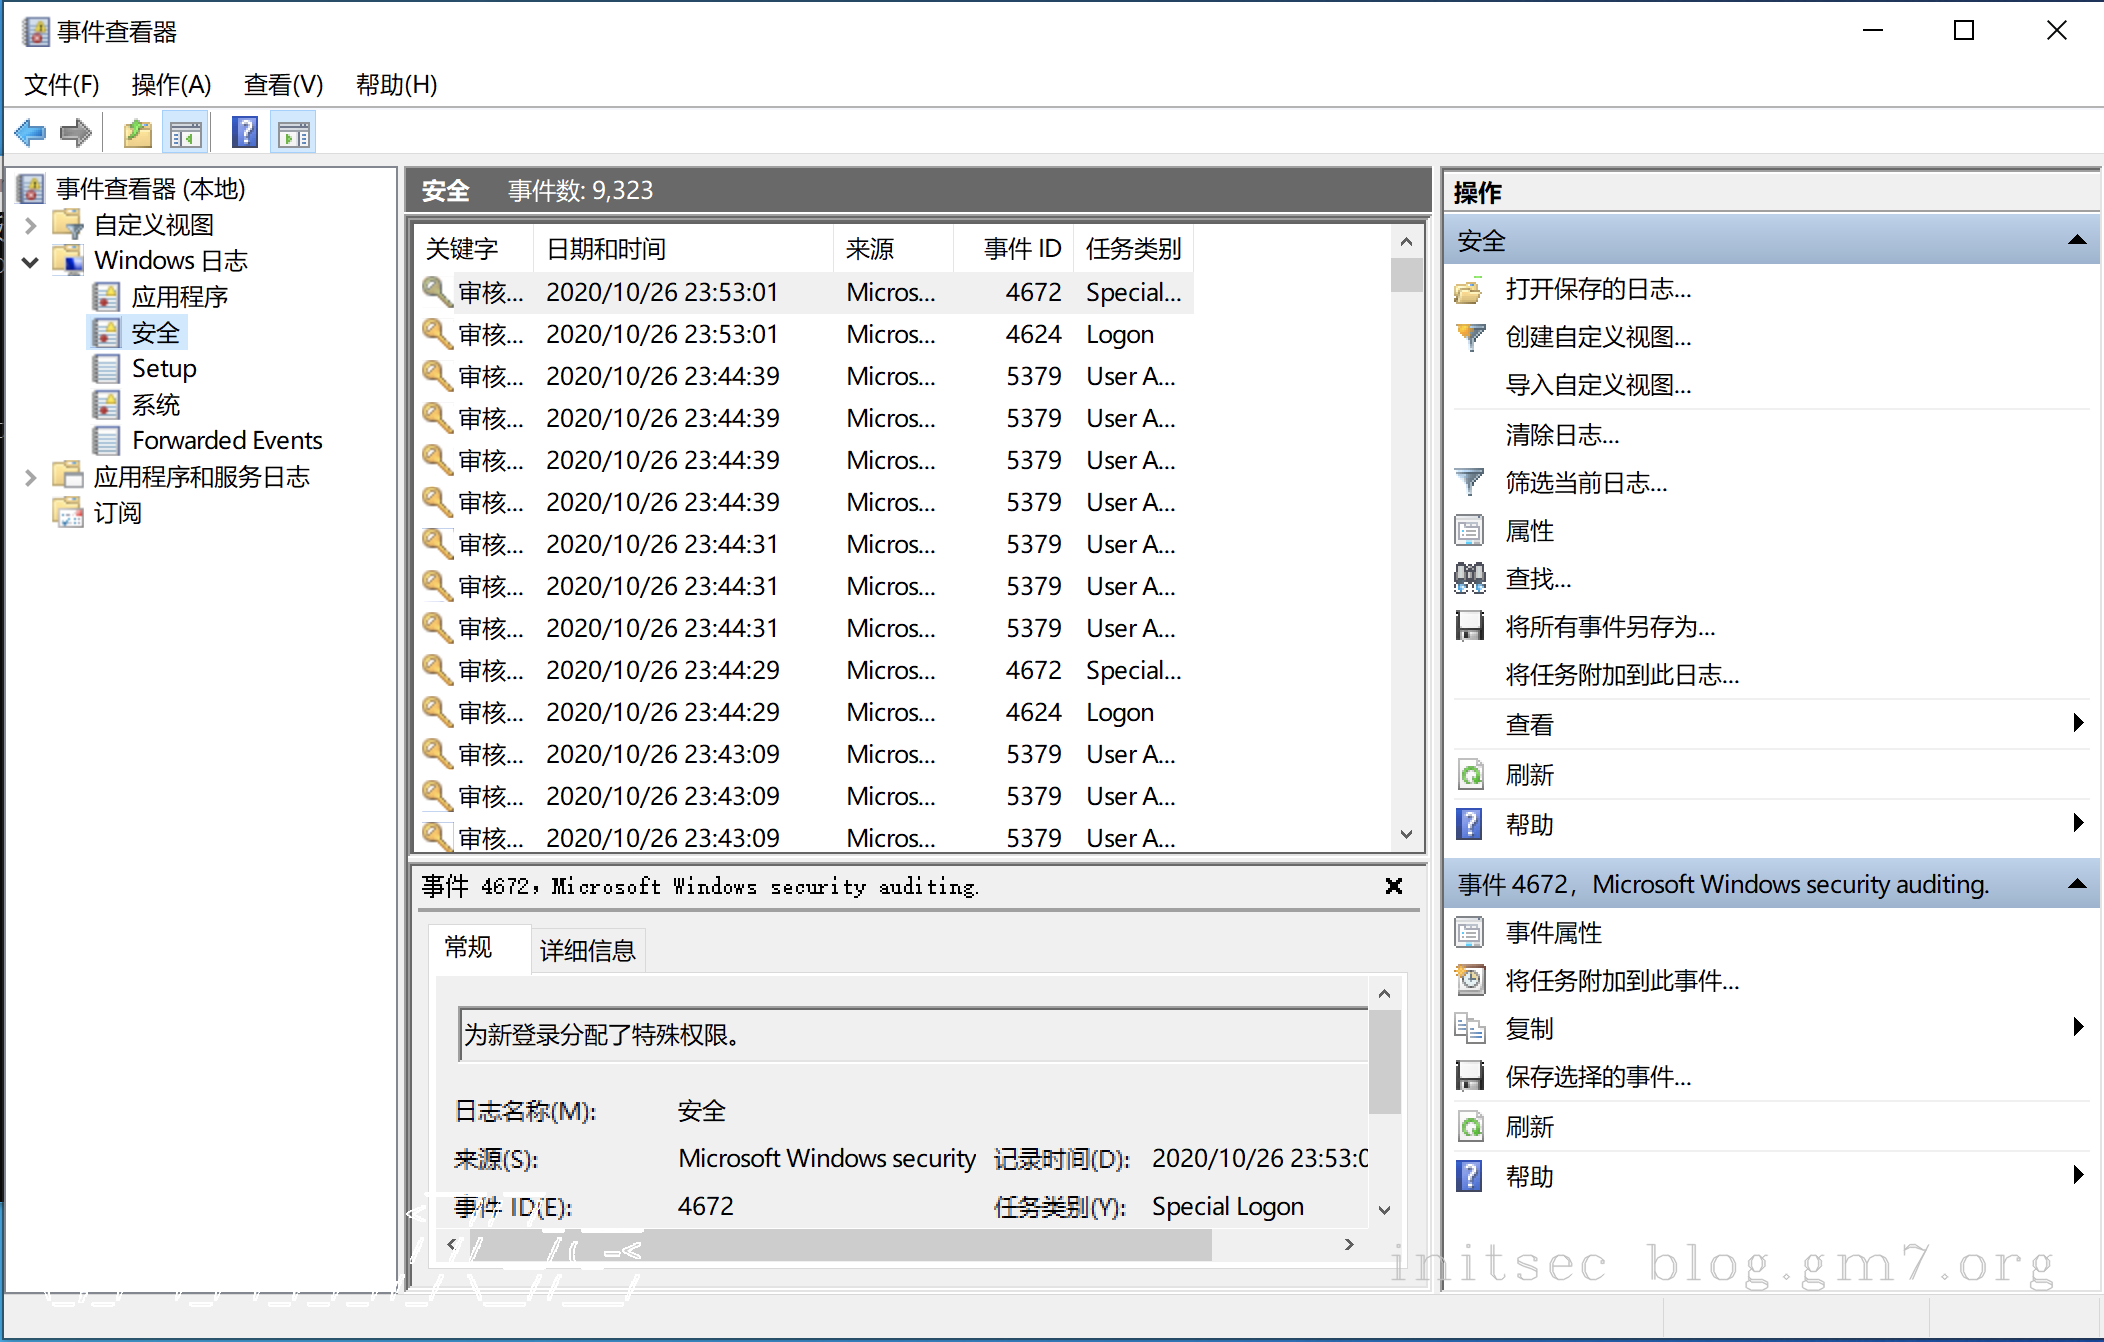 事件查看器
文件(F) 操作(A) 查看(V) 帮助(H)
事件查看器 (本地)
自定义视图
Windows 日志
应用程序
安全
Setup
系统
Forwarded Events
应用程序和服务日志
订阅
安全 事件数: 9,323
关键字 日期和时间 来源 事件 ID 任务类别
审核... 2020/10/26 23:53:01 Micros... 4672 Special...
审核... 2020/10/26 23:53:01 Micros... 4624 Logon
审核... 2020/10/26 23:44:39 Micros... 5379 User A...
审核... 2020/10/26 23:44:39 Micros... 5379 User A...
审核... 2020/10/26 23:44:39 Micros... 5379 User A...
审核... 2020/10/26 23:44:39 Micros... 5379 User A...
审核... 2020/10/26 23:44:31 Micros... 5379 User A...
审核... 2020/10/26 23:44:31 Micros... 5379 User A...
审核... 2020/10/26 23:44:31 Micros... 5379 User A...
审核... 2020/10/26 23:44:29 Micros... 4672 Special...
审核... 2020/10/26 23:44:29 Micros... 4624 Logon
审核... 2020/10/26 23:43:09 Micros... 5379 User A...
审核... 2020/10/26 23:43:09 Micros... 5379 User A...
审核... 2020/10/26 23:43:09 Micros... 5379 User A...
事件 4672，Microsoft Windows security auditing.
常规 详细信息
为新登录分配了特殊权限。
日志名称(M): 安全
来源(S): Microsoft Windows security 记录时间(D): 2020/10/26 23:53:0
事件 ID(E): 4672 任务类别(Y): Special Logon
操作
安全
打开保存的日志...
创建自定义视图...
导入自定义视图...
清除日志...
筛选当前日志...
属性
查找...
将所有事件另存为...
将任务附加到此日志...
查看
刷新
帮助
事件 4672，Microsoft Windows security auditing.
事件属性
将任务附加到此事件...
复制
保存选择的事件...
刷新
帮助
initsec blog.gm7.org